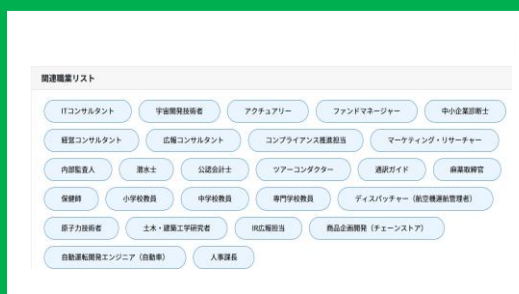 関連職業リスト
ITコンサルタント 宇宙開発技術者 アクチュアリー ファンドマネージャー 中小企業診断士
経営コンサルタント 広報コンサルタント コンプライアンス推進担当 マーケティング・リサーチャー
内部監査人 潜水士 公認会計士 ツアーコンダクター 通訳ガイド 麻薬取締官
保健師 小学校教員 中学校教員 専門学校教員 ディスパッチャー（航空機運航管理者）
原子力技術者 土木・建築工学研究者 IR広報担当 商品企画開発（チェーンストア）
自動運転開発エンジニア（自動車） 人事課長